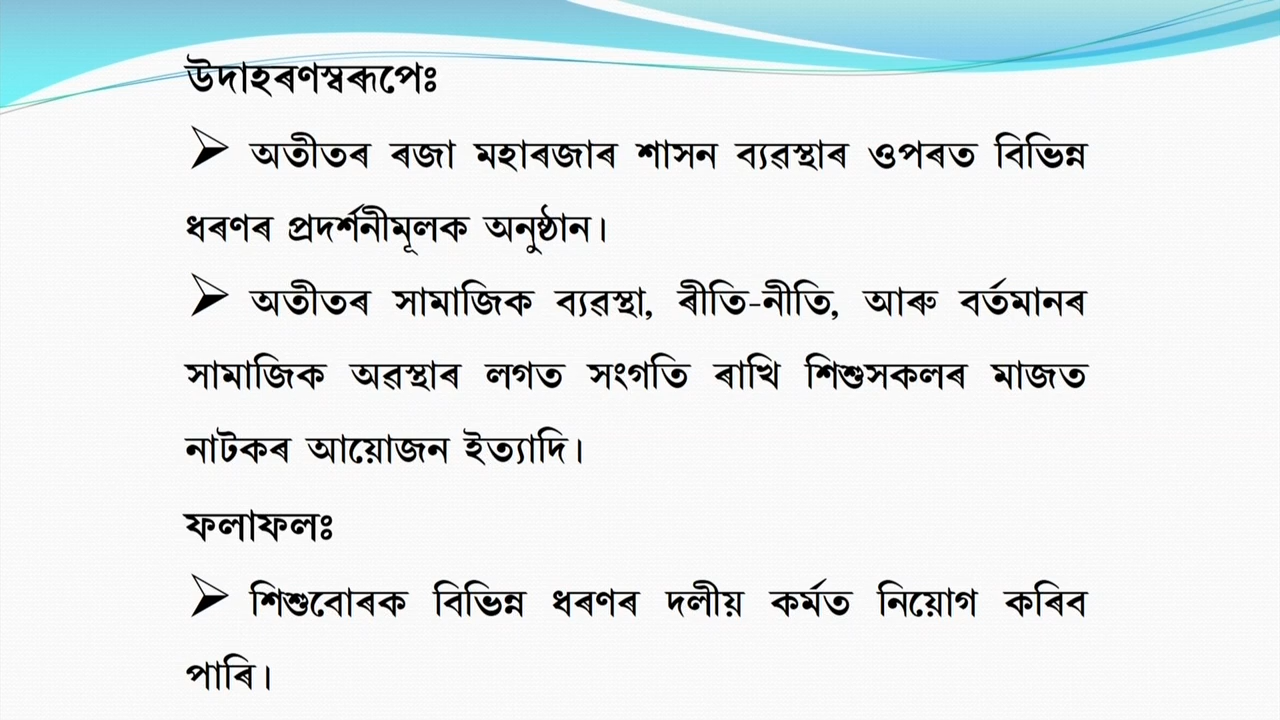 উদাহৰণস্বৰূপেঃ
➢ অতীতৰ ৰজা মহাৰজাৰ শাসন ব্যৱস্থাৰ ওপৰত বিভিন্ন
ধৰণৰ প্ৰদৰ্শনীমূলক অনুষ্ঠান।
➢ অতীতৰ সামাজিক ব্যৱস্থা, ৰীতি-নীতি, আৰু বৰ্তমানৰ
সামাজিক অৱস্থাৰ লগত সংগতি ৰাখি শিশুসকলৰ মাজত
নাটকৰ আয়োজন ইত্যাদি।
ফলাফলঃ
➢ শিশুবোৰক বিভিন্ন ধৰণৰ দলীয় কৰ্মত নিয়োগ কৰিব
পাৰি।